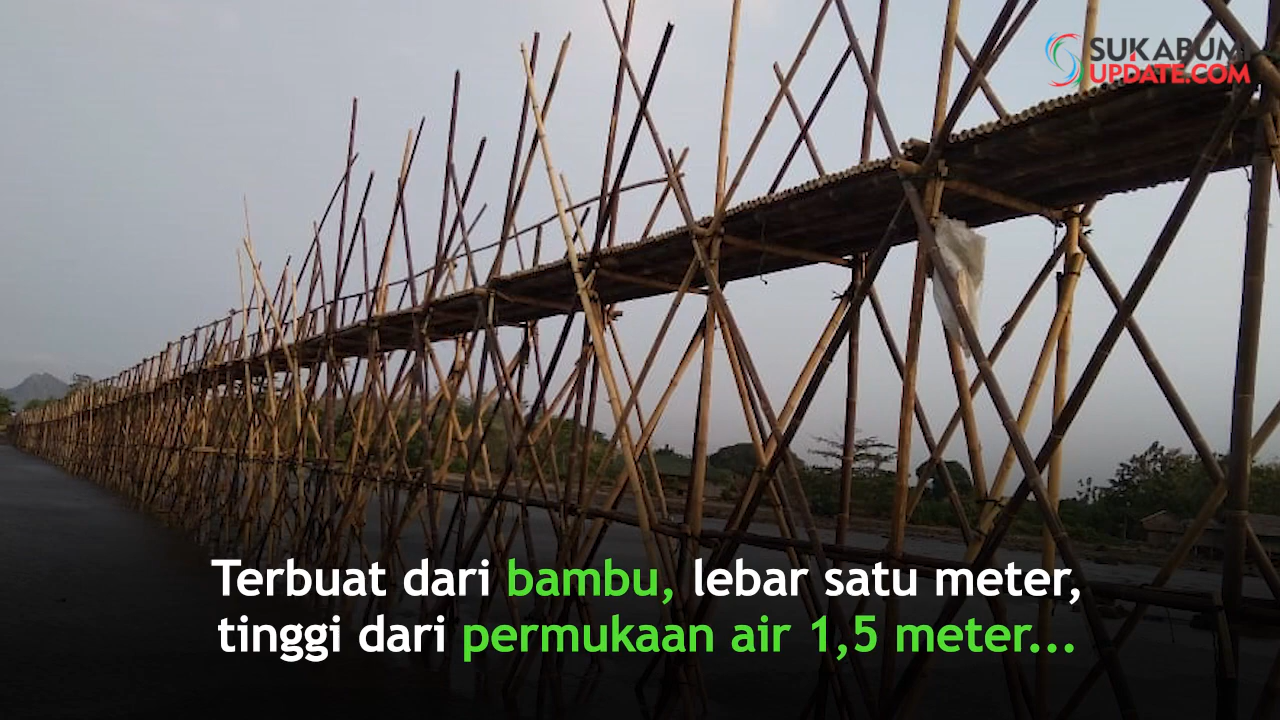 SUKABUMI
UPDATE.COM
Terbuat dari bambu, lebar satu meter,
tinggi dari permukaan air 1,5 meter...